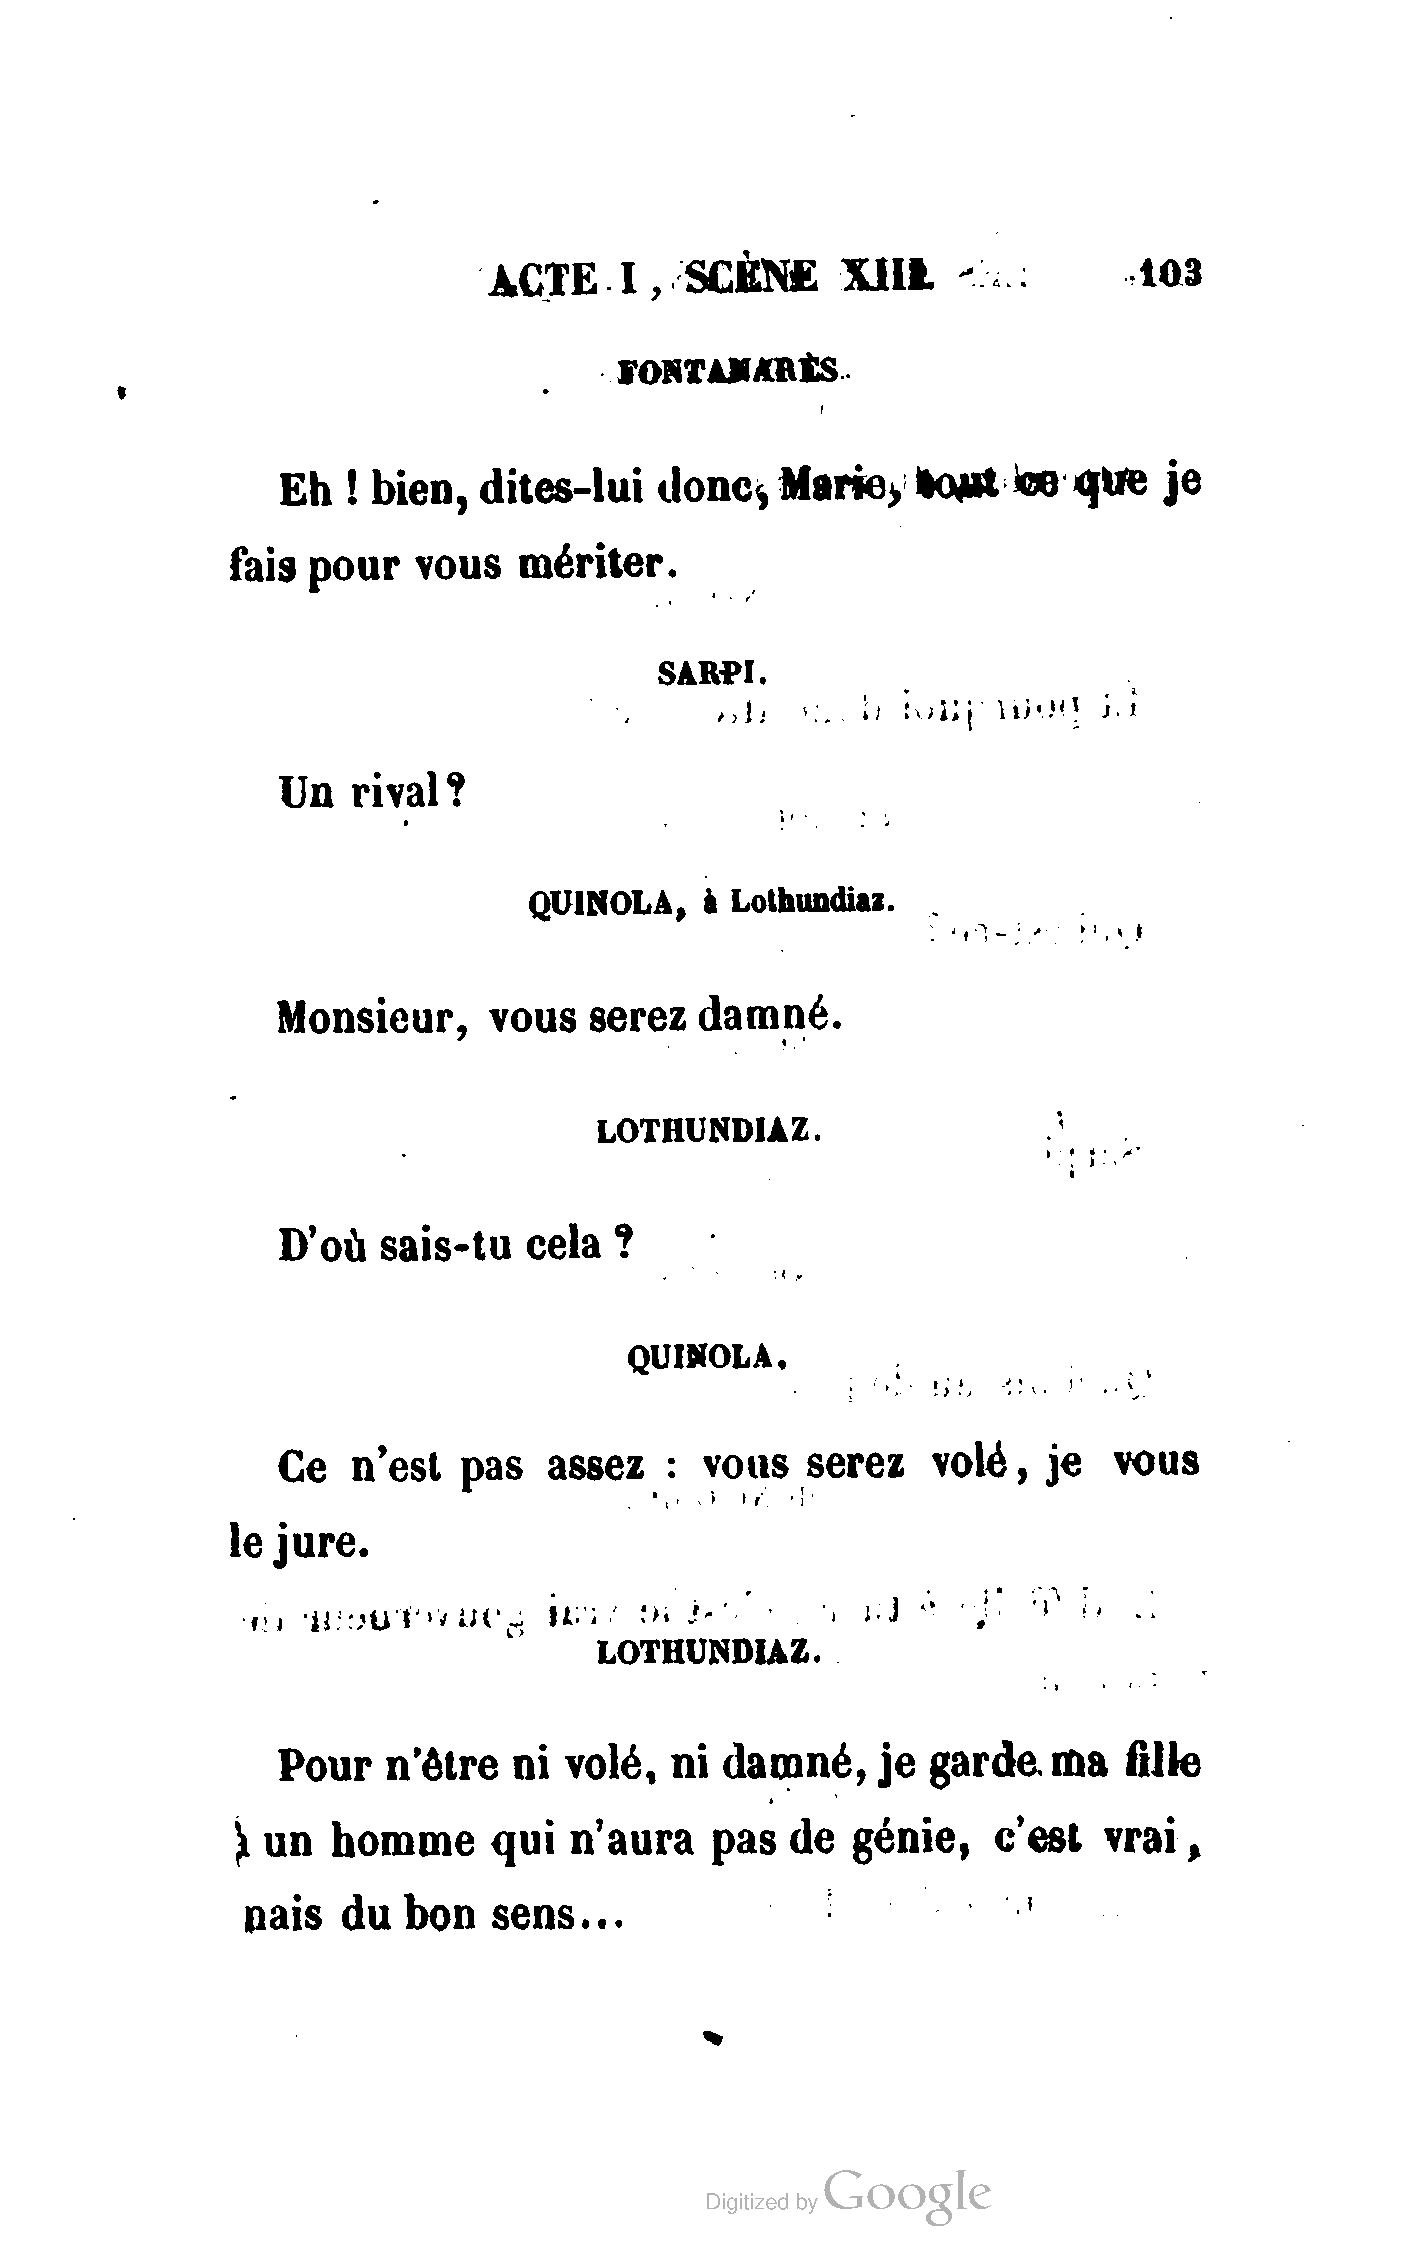 ACTE I, SCÈNE XIII. 103
FONTANARÈS.
Eh ! bien, dites-lui donc, Marie, tout ce que je
fais pour vous mériter.
SARPI.
Un rival ?
QUINOLA, à Lothundiaz.
Monsieur, vous serez damné.
LOTHUNDIAZ.
D'où sais-tu cela ?
QUINOLA.
Ce n'est pas assez : vous serez volé, je vous
le jure.
LOTHUNDIAZ.
Pour n'être ni volé, ni damné, je garde ma fille
à un homme qui n'aura pas de génie, c'est vrai,
mais du bon sens...
Digitized by Google